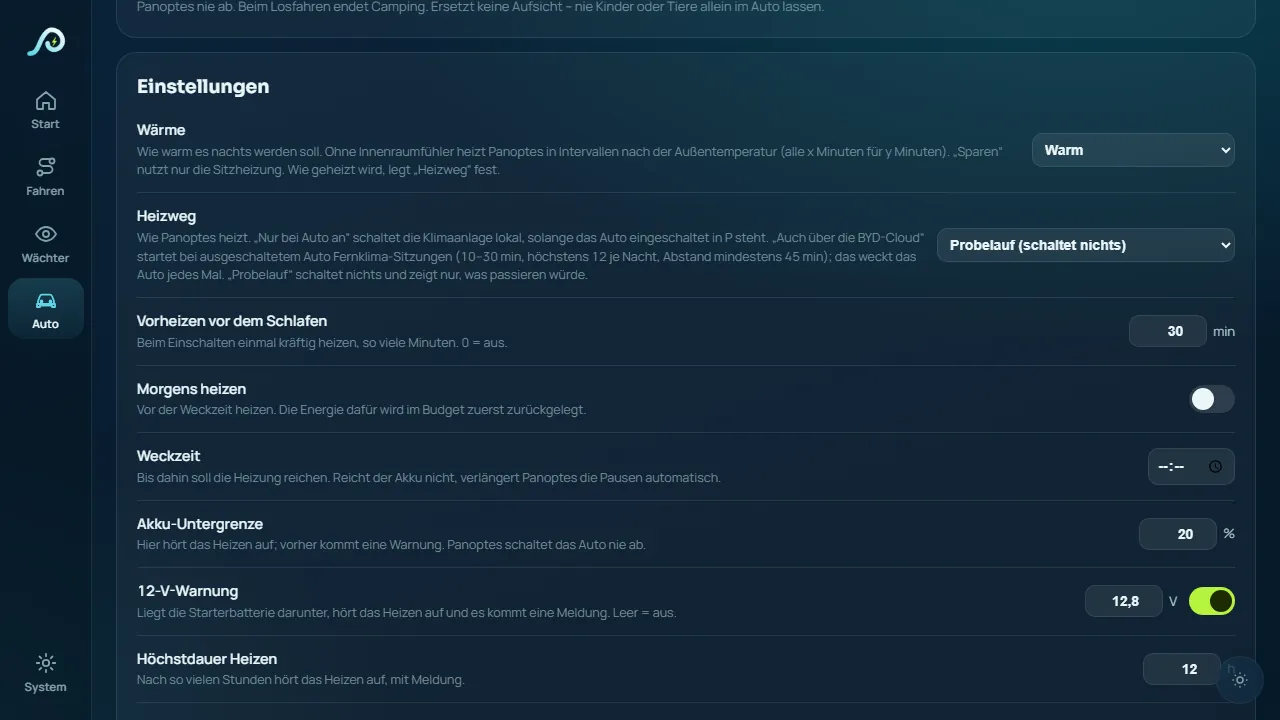 Panoptes nie ab. Beim Losfahren endet Camping. Ersetzt keine Aufsicht – nie Kinder oder Tiere allein im Auto lassen.
Start
Fahren
Wächter
Auto
System
Einstellungen
Wärme
Wie warm es nachts werden soll. Ohne Innenraumfühler heizt Panoptes in Intervallen nach der Außentemperatur (alle x Minuten für y Minuten). „Sparen“
nutzt nur die Sitzheizung. Wie geheizt wird, legt „Heizweg“ fest.
Warm
Heizweg
Wie Panoptes heizt. „Nur bei Auto an“ schaltet die Klimaanlage lokal, solange das Auto eingeschaltet in P steht. „Auch über die BYD-Cloud“
startet bei ausgeschaltetem Auto Fernklima-Sitzungen (10–30 min, höchstens 12 je Nacht, Abstand mindestens 45 min); das weckt das
Auto jedes Mal. „Probelauf“ schaltet nichts und zeigt nur, was passieren würde.
Probelauf (schaltet nichts)
Vorheizen vor dem Schlafen
Beim Einschalten einmal kräftig heizen, so viele Minuten. 0 = aus.
30 min
Morgens heizen
Vor der Weckzeit heizen. Die Energie dafür wird im Budget zuerst zurückgelegt.
Weckzeit
Bis dahin soll die Heizung reichen. Reicht der Akku nicht, verlängert Panoptes die Pausen automatisch.
--:--
Akku-Untergrenze
Hier hört das Heizen auf; vorher kommt eine Warnung. Panoptes schaltet das Auto nie ab.
20 %
12-V-Warnung
Liegt die Starterbatterie darunter, hört das Heizen auf und es kommt eine Meldung. Leer = aus.
12,8 V
Höchstdauer Heizen
Nach so vielen Stunden hört das Heizen auf, mit Meldung.
12 h